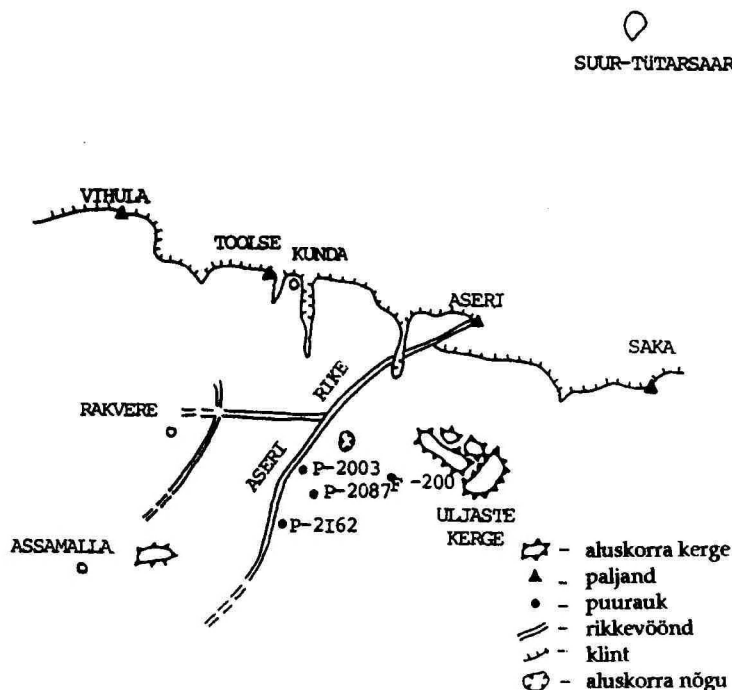 SUUR-TÜTARSAAR
VIHULA
TOOLSE
KUNDA
ASERI
SAKA
RIKE
RAKVERE
ASERI
P-2003
F-200
P-2087
P-2162
ULJASTE
KERGE
ASSAMALLA
- aluskorra kerge
- paljand
- puurauk
- rikkevöönd
- klint
- aluskorra nõgu